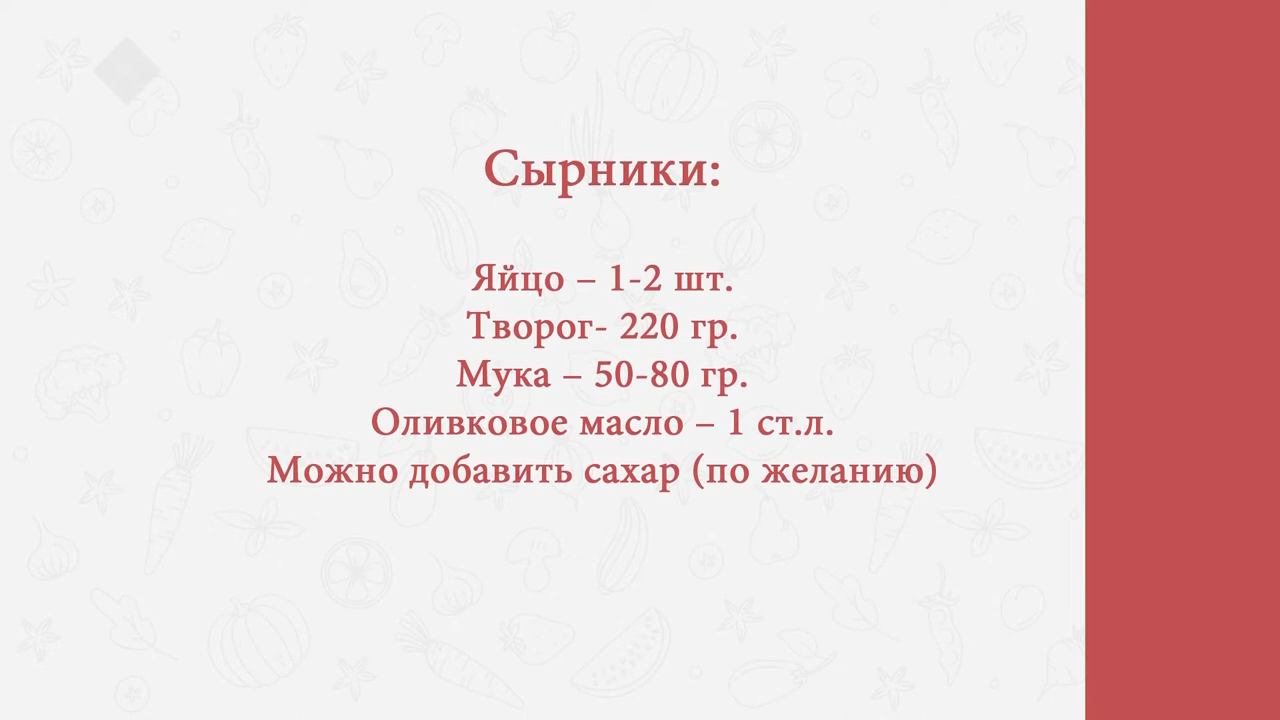 Сырники:
Яйцо – 1-2 шт.
Творог- 220 гр.
Мука – 50-80 гр.
Оливковое масло – 1 ст.л.
Можно добавить сахар (по желанию)